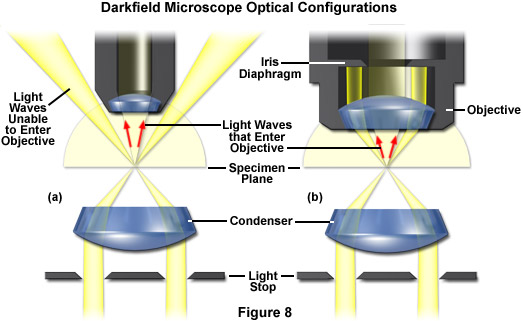 Darkfield Microscope Optical Configurations
Light
Waves
Unable
to Enter
Objective
Iris
Diaphragm
Objective
Light Waves
that Enter
Objective
Specimen
Plane
(a)
(b)
Condenser
Light
Stop
Figure 8